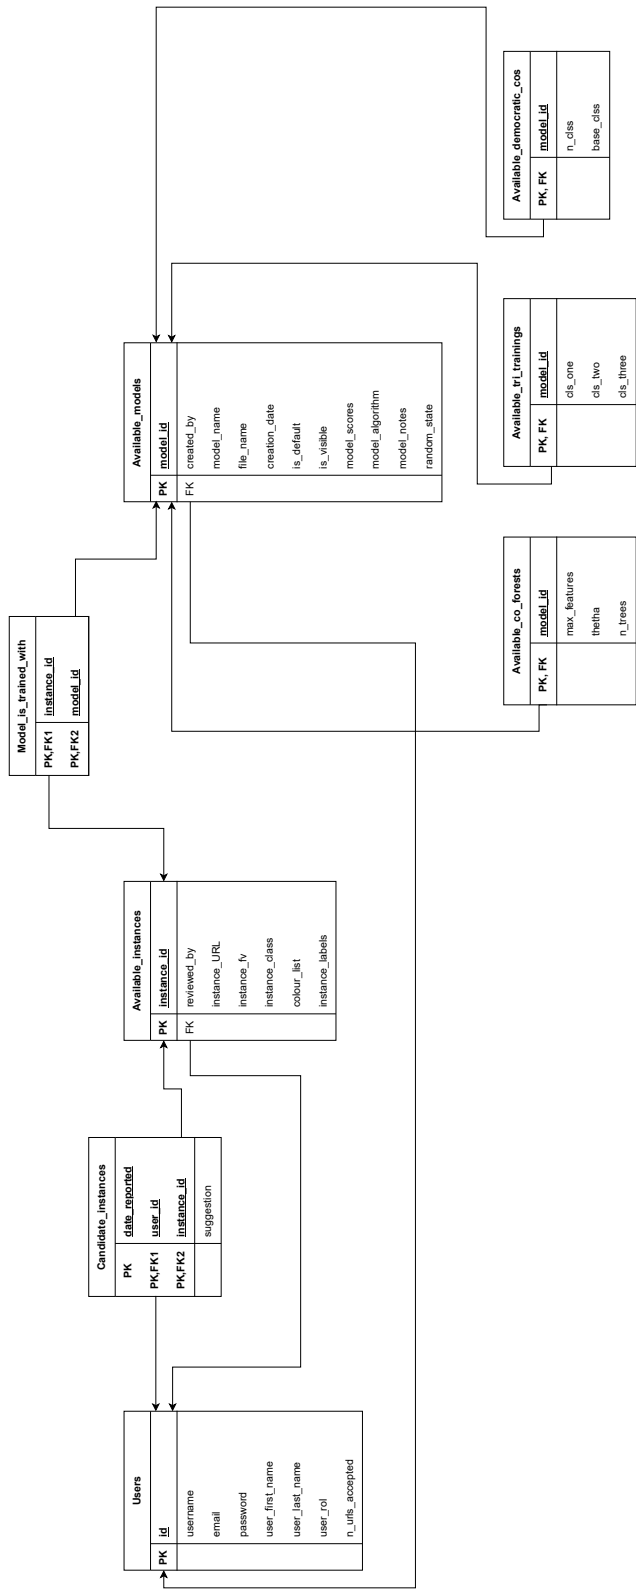 Users
PK id
username
email
password
user_first_name
user_last_name
user_rol
n_urls_accepted
Candidate_instances
PK date_reported
PK,FK1 user_id
PK,FK2 instance_id
suggestion
Available_instances
PK instance_id
FK reviewed_by
instance_URL
instance_fv
instance_class
colour_list
instance_labels
Model_is_trained_with
PK,FK1 instance_id
PK,FK2 model_id
Available_models
PK model_id
FK created_by
model_name
file_name
creation_date
is_default
is_visible
model_scores
model_algorithm
model_notes
random_state
Available_co_forests
PK, FK model_id
max_features
thetha
n_trees
Available_tri_trainings
PK, FK model_id
cls_one
cls_two
cls_three
Available_democratic_cos
PK, FK model_id
n_clss
base_clss